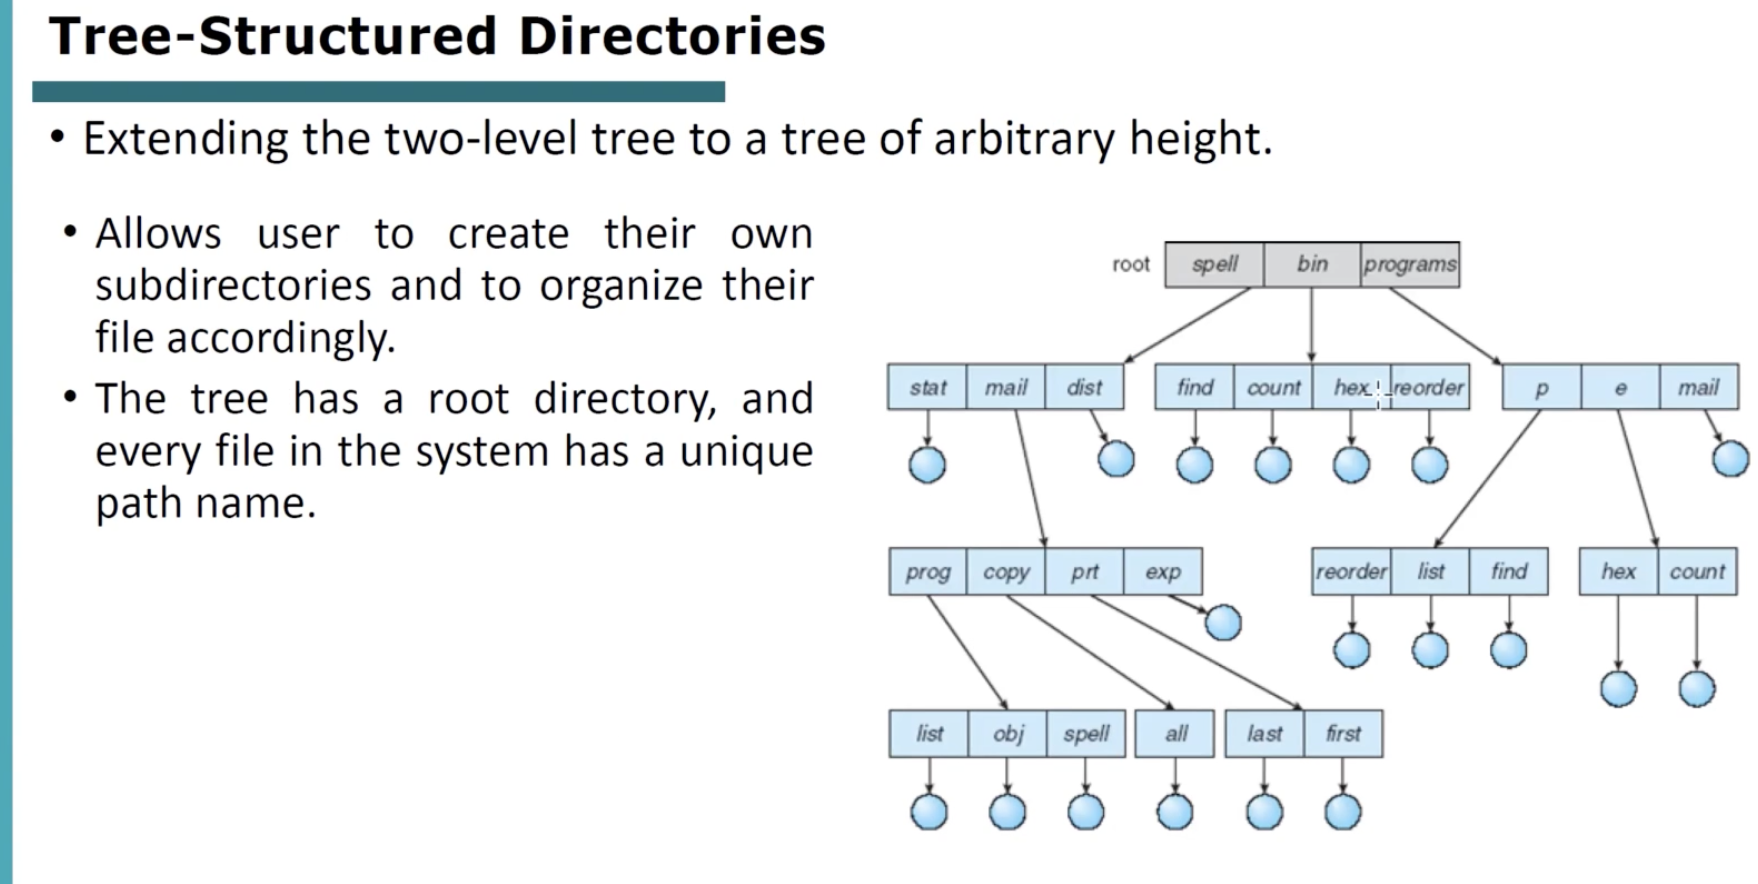 Tree-Structured Directories
• Extending the two-level tree to a tree of arbitrary height.
• Allows user to create their own
subdirectories and to organize their
file accordingly.
• The tree has a root directory, and
every file in the system has a unique
path name.
root spell bin programs
stat mail dist find count hex reorder p e mail
prog copy prt exp reorder list find hex count
list obj spell all last first